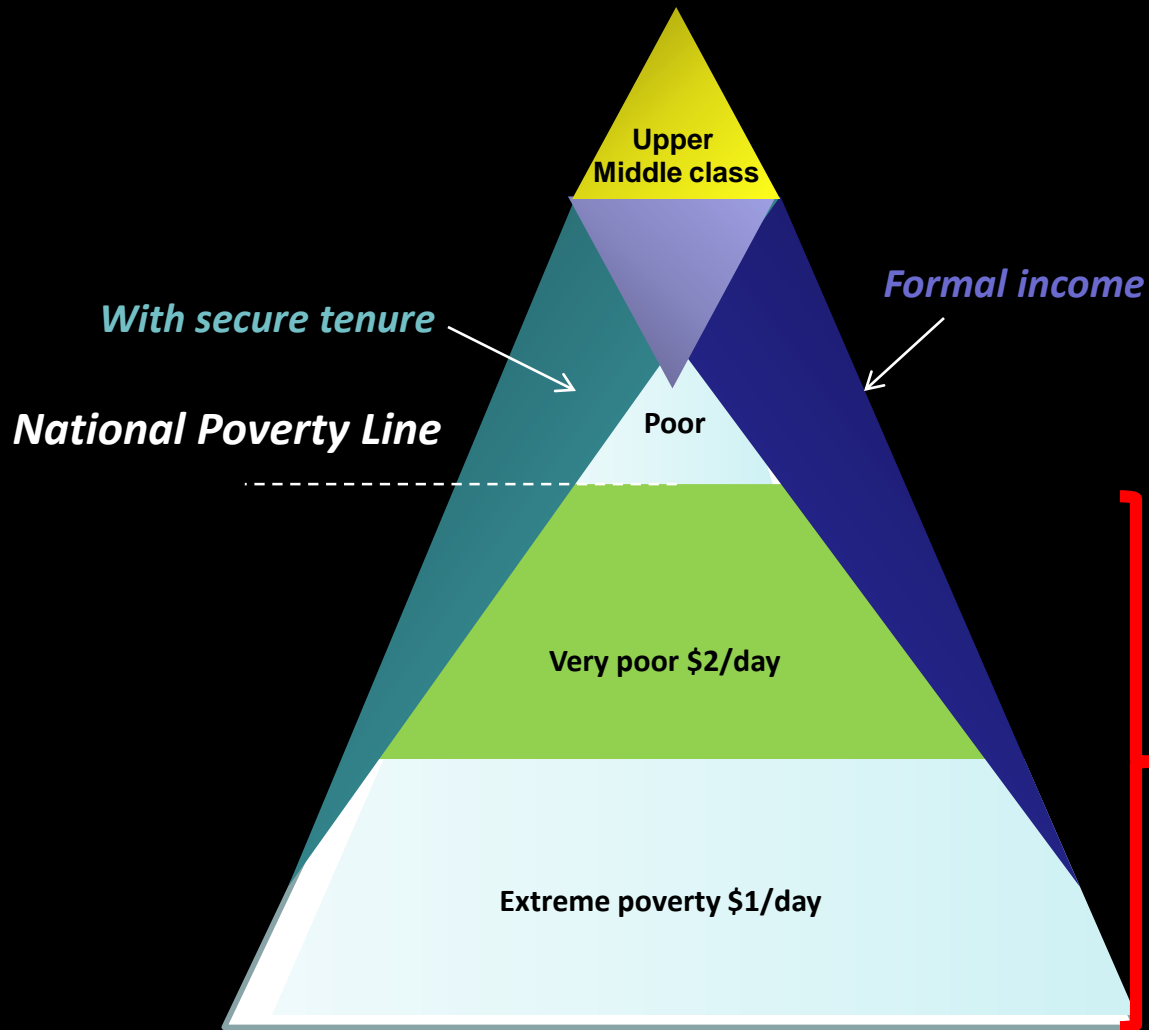 Upper
Middle class
Formal income
With secure tenure
National Poverty Line
Poor
Very poor $2/day
Extreme poverty $1/day